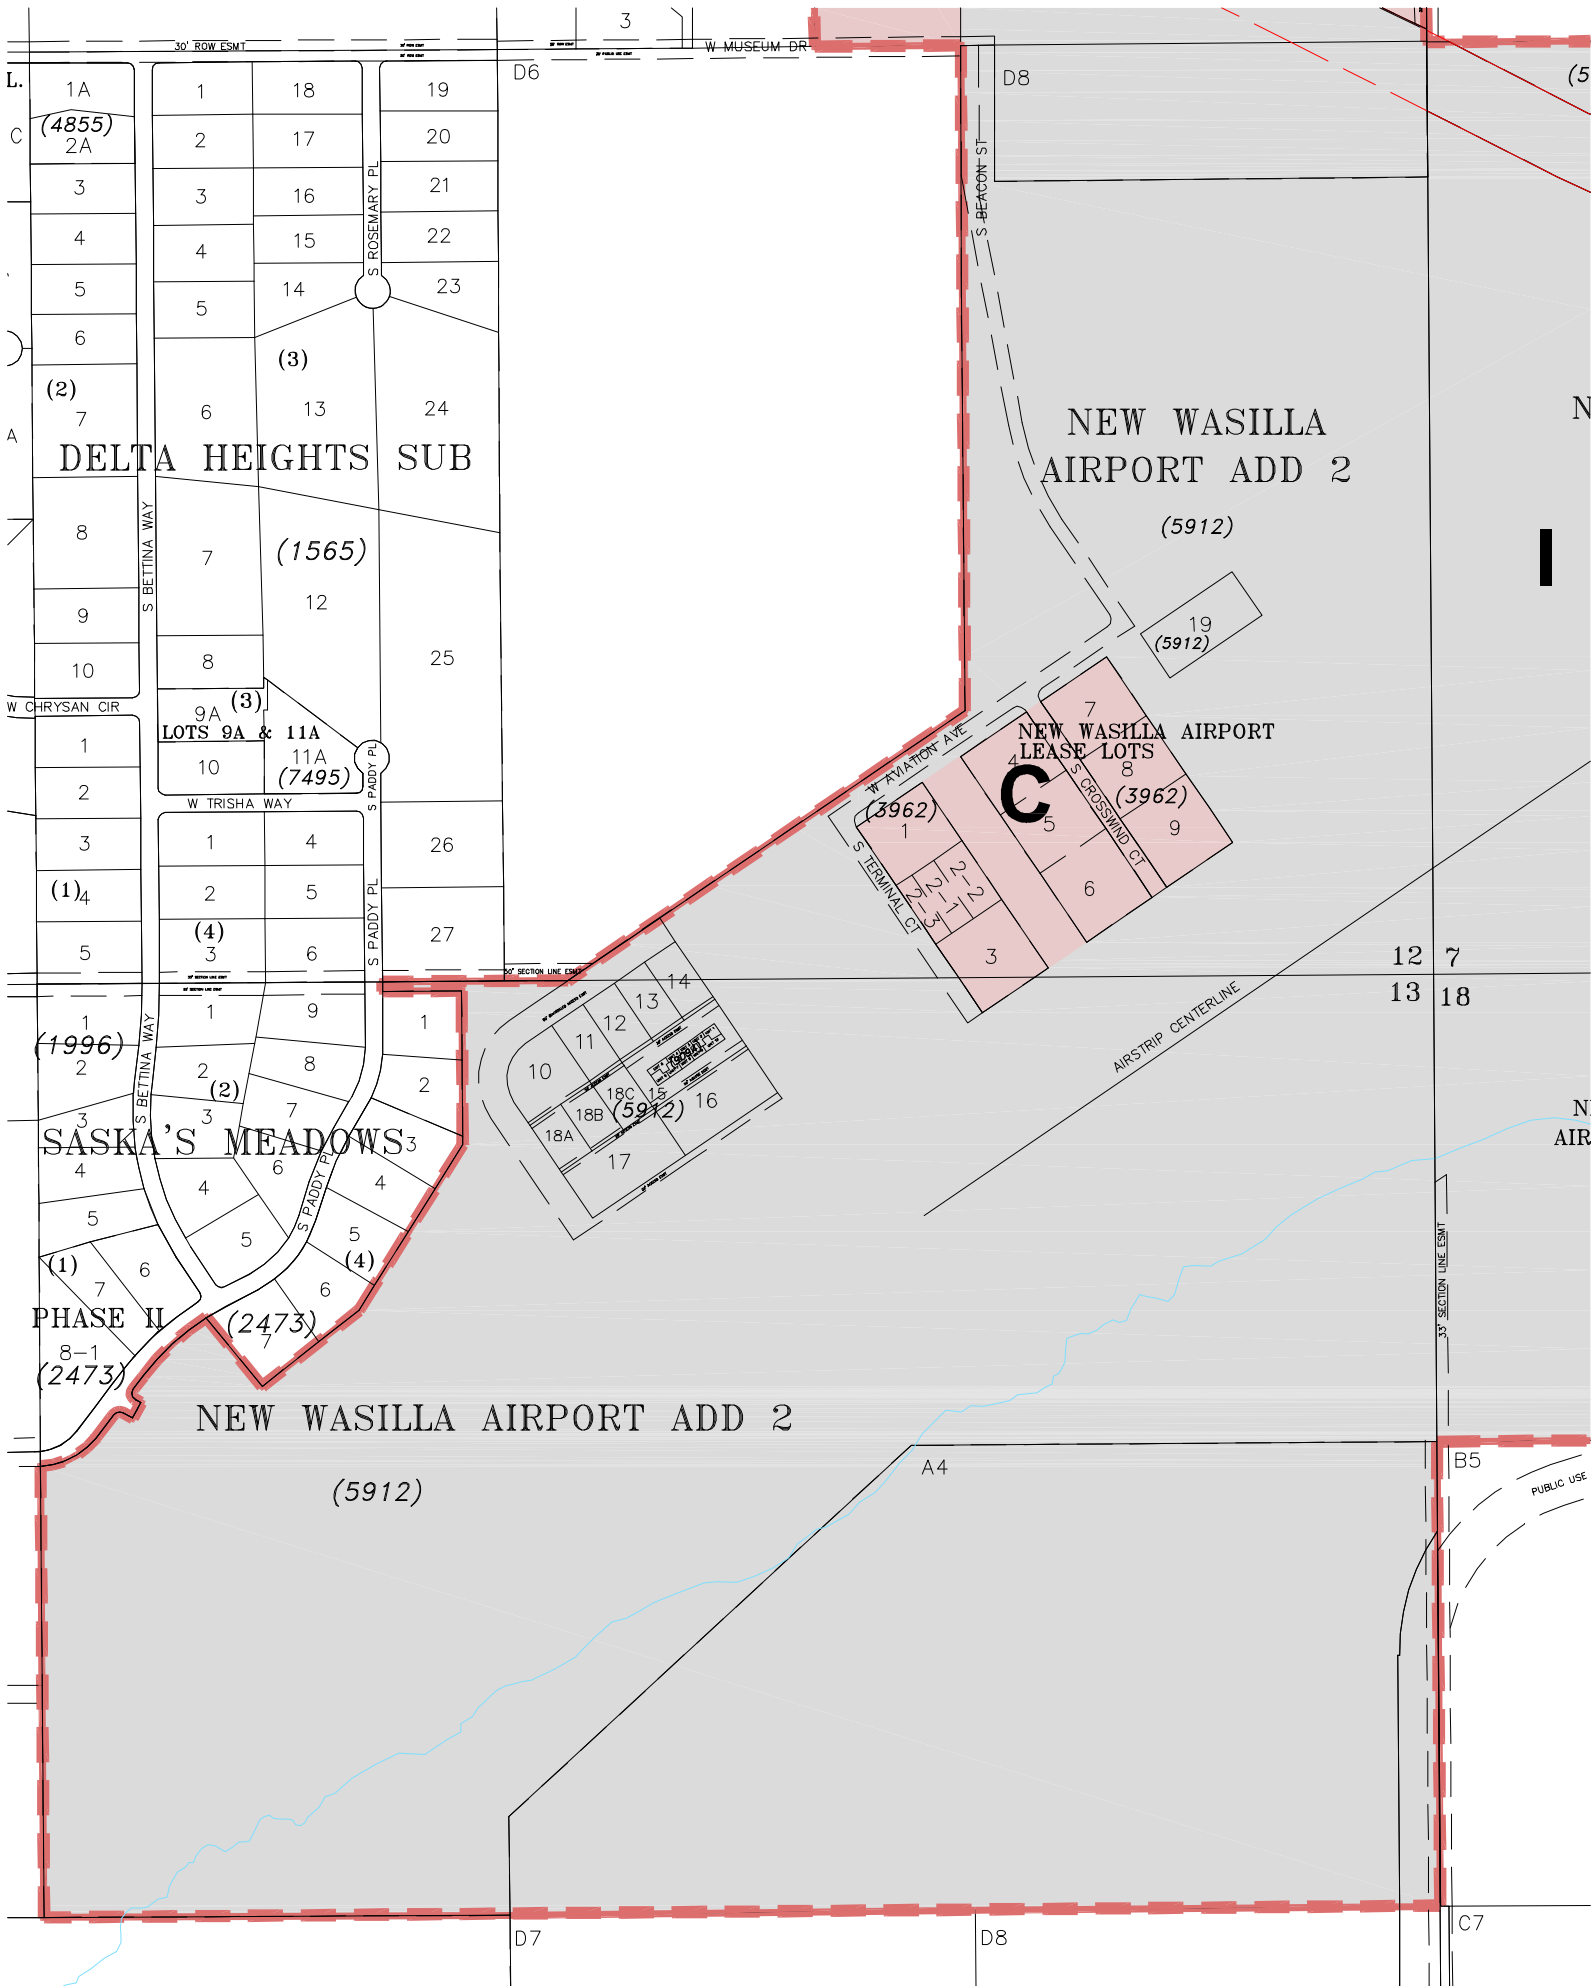 3
30' ROW ESMT
W MUSEUM DR
D6
D8
L.
1A
(4855)
C
2A
3
4
5
6
(2)
7
A
8
9
10
1
2
3
4
5
6
7
8
9A
(3)
LOTS 9A & 11A
10
11A
(7495)
18
17
16
15
14
(3)
13
(1565)
12
19
20
21
22
23
24
25
26
27
DELTA HEIGHTS SUB
S BETTINA WAY
S ROSEMARY PL
S PADDY PL
W CHRYSAN CIR
W TRISHA WAY
1
2
3
(1)
4
5
1
2
(4)
3
4
5
6
S PADDY PL
50' SECTION LINE ESMT
S BEACON ST
NEW WASILLA
AIRPORT ADD 2
(5912)
(5
N
I
19
(5912)
NEW WASILLA AIRPORT
LEASE LOTS
C
W AVIATION AVE
(3962)
1
2-2
2-1
2-3
3
4
5
6
7
8
(3962)
9
S CROSSWIND CT
S TERMINAL CT
12 7
13 18
AIRSTRIP CENTERLINE
1
(1996)
2
3
4
5
(1)
6
7
8-1
(2473)
S BETTINA WAY
1
2
(2)
3
4
5
9
8
7
6
S PADDY PL
1
2
3
4
5
(4)
6
(2473)
7
SASKA'S MEADOWS
PHASE II
10
11
12
13
14
15
16
17
18A
18B
18C
(5912)
NI
AIR
33' SECTION LINE ESMT
NEW WASILLA AIRPORT ADD 2
(5912)
A4
B5
PUBLIC USE
D7
D8
C7